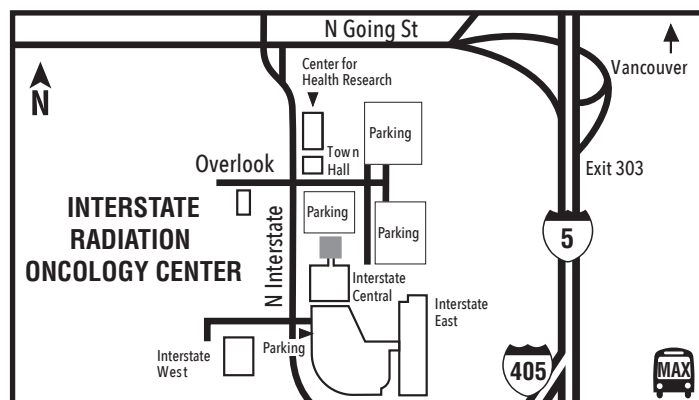 N Going St
Center for
Health Research
Vancouver
N
Parking
Town
Hall
Overlook
Exit 303
INTERSTATE
RADIATION
ONCOLOGY CENTER
Parking
Parking
5
N Interstate
Interstate
Central
Interstate
East
Parking
Interstate
West
405
MAX